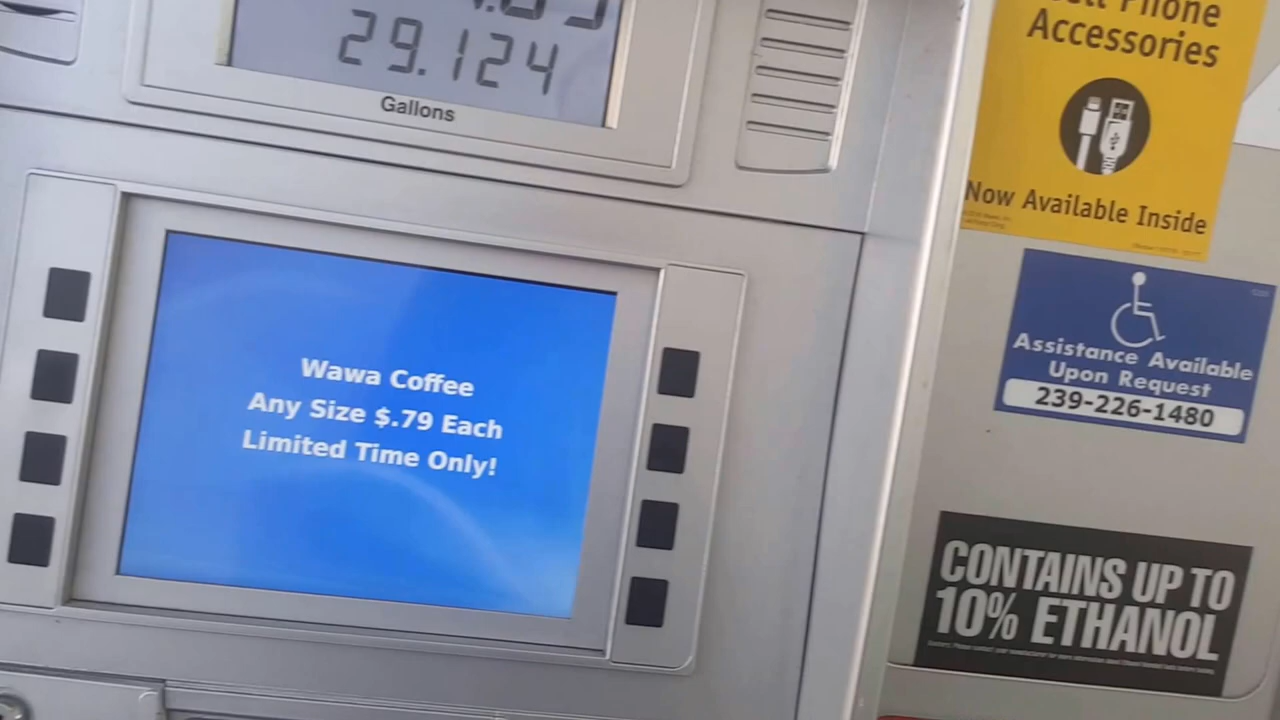 29.124
Gallons
Wawa Coffee
Any Size $.79 Each
Limited Time Only!
Phone
Accessories
Now Available Inside
Assistance Available
Upon Request
239-226-1480
CONTAINS UP TO
10% ETHANOL